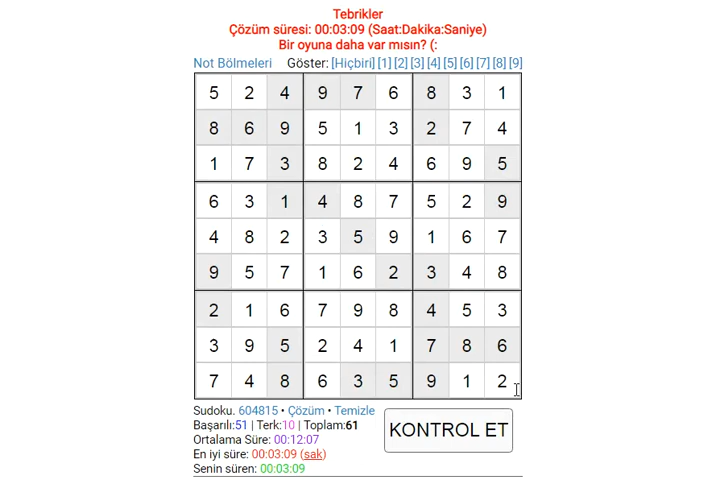 Tebrikler
Çözüm süresi: 00:03:09 (Saat:Dakika:Saniye)
Bir oyuna daha var mısın? (:
Not Bölmeleri Göster: [Hiçbiri] [1] [2] [3] [4] [5] [6] [7] [8] [9]
5 2 4 9 7 6 8 3 1
8 6 9 5 1 3 2 7 4
1 7 3 8 2 4 6 9 5
6 3 1 4 8 7 5 2 9
4 8 2 3 5 9 1 6 7
9 5 7 1 6 2 3 4 8
2 1 6 7 9 8 4 5 3
3 9 5 2 4 1 7 8 6
7 4 8 6 3 5 9 1 2
Sudoku. 604815 • Çözüm • Temizle
Başarılı:51 | Terk:10 | Toplam:61
Ortalama Süre: 00:12:07
En iyi süre: 00:03:09 (sak)
Senin süren: 00:03:09
KONTROL ET